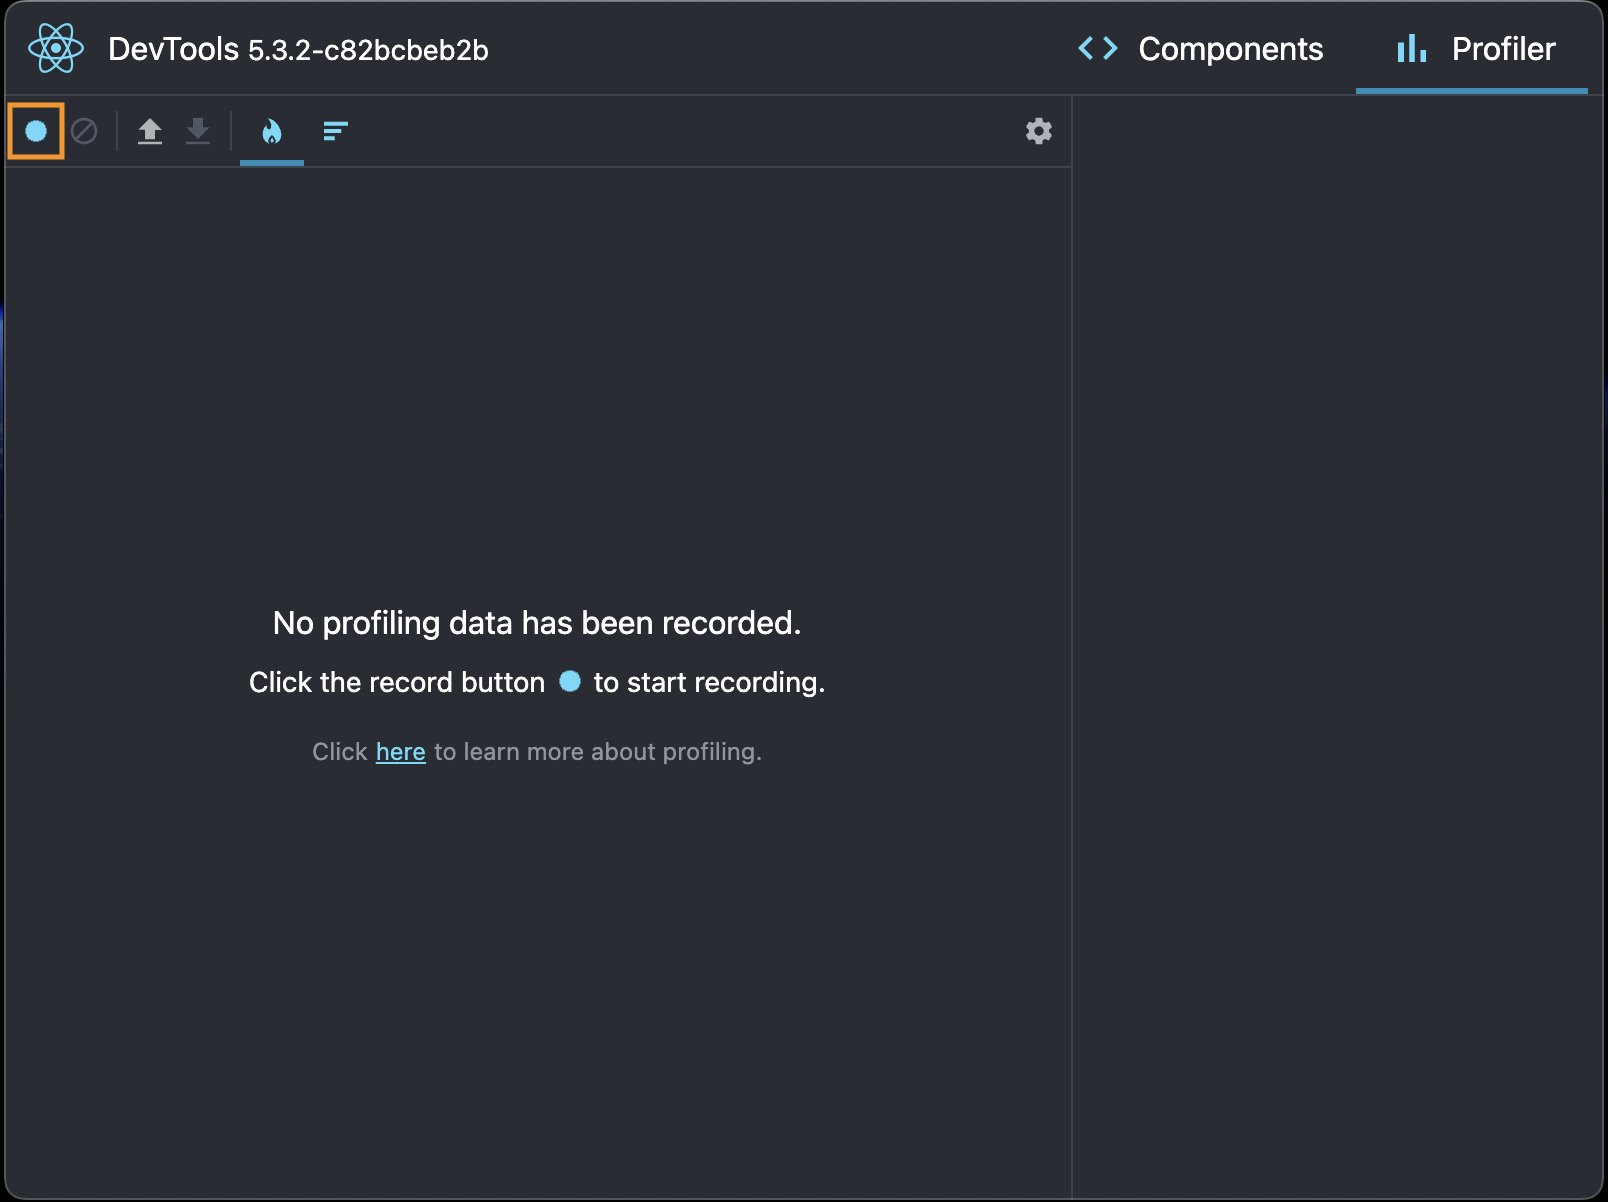 DevTools 5.3.2-c82bcbeb2b
Components
Profiler
No profiling data has been recorded.
Click the record button to start recording.
Click here to learn more about profiling.